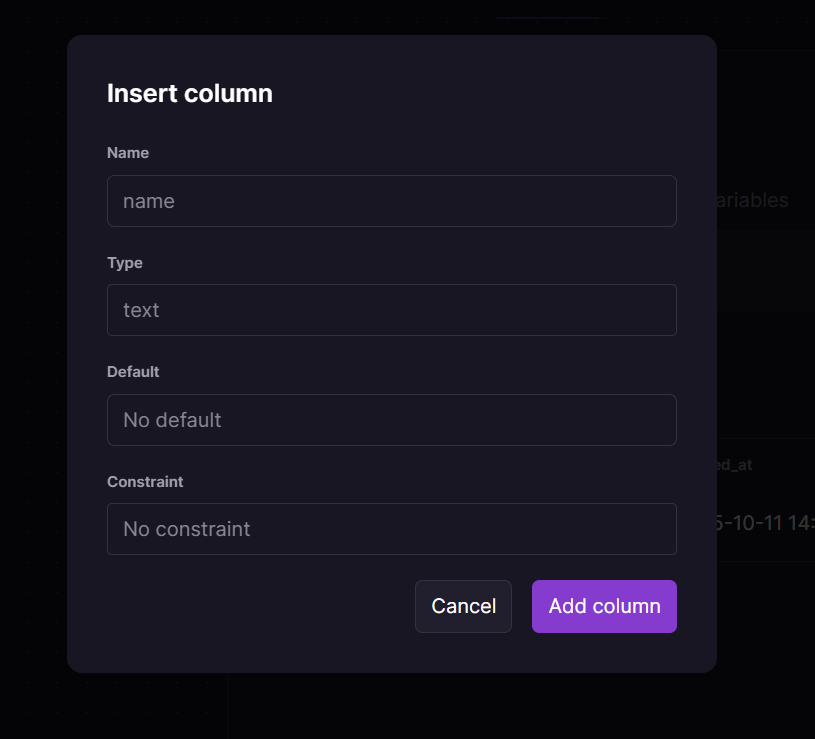 Insert column
Name
name
ariables
Type
text
Default
No default
ed_at
Constraint
5-10-11 14:
No constraint
Cancel
Add column